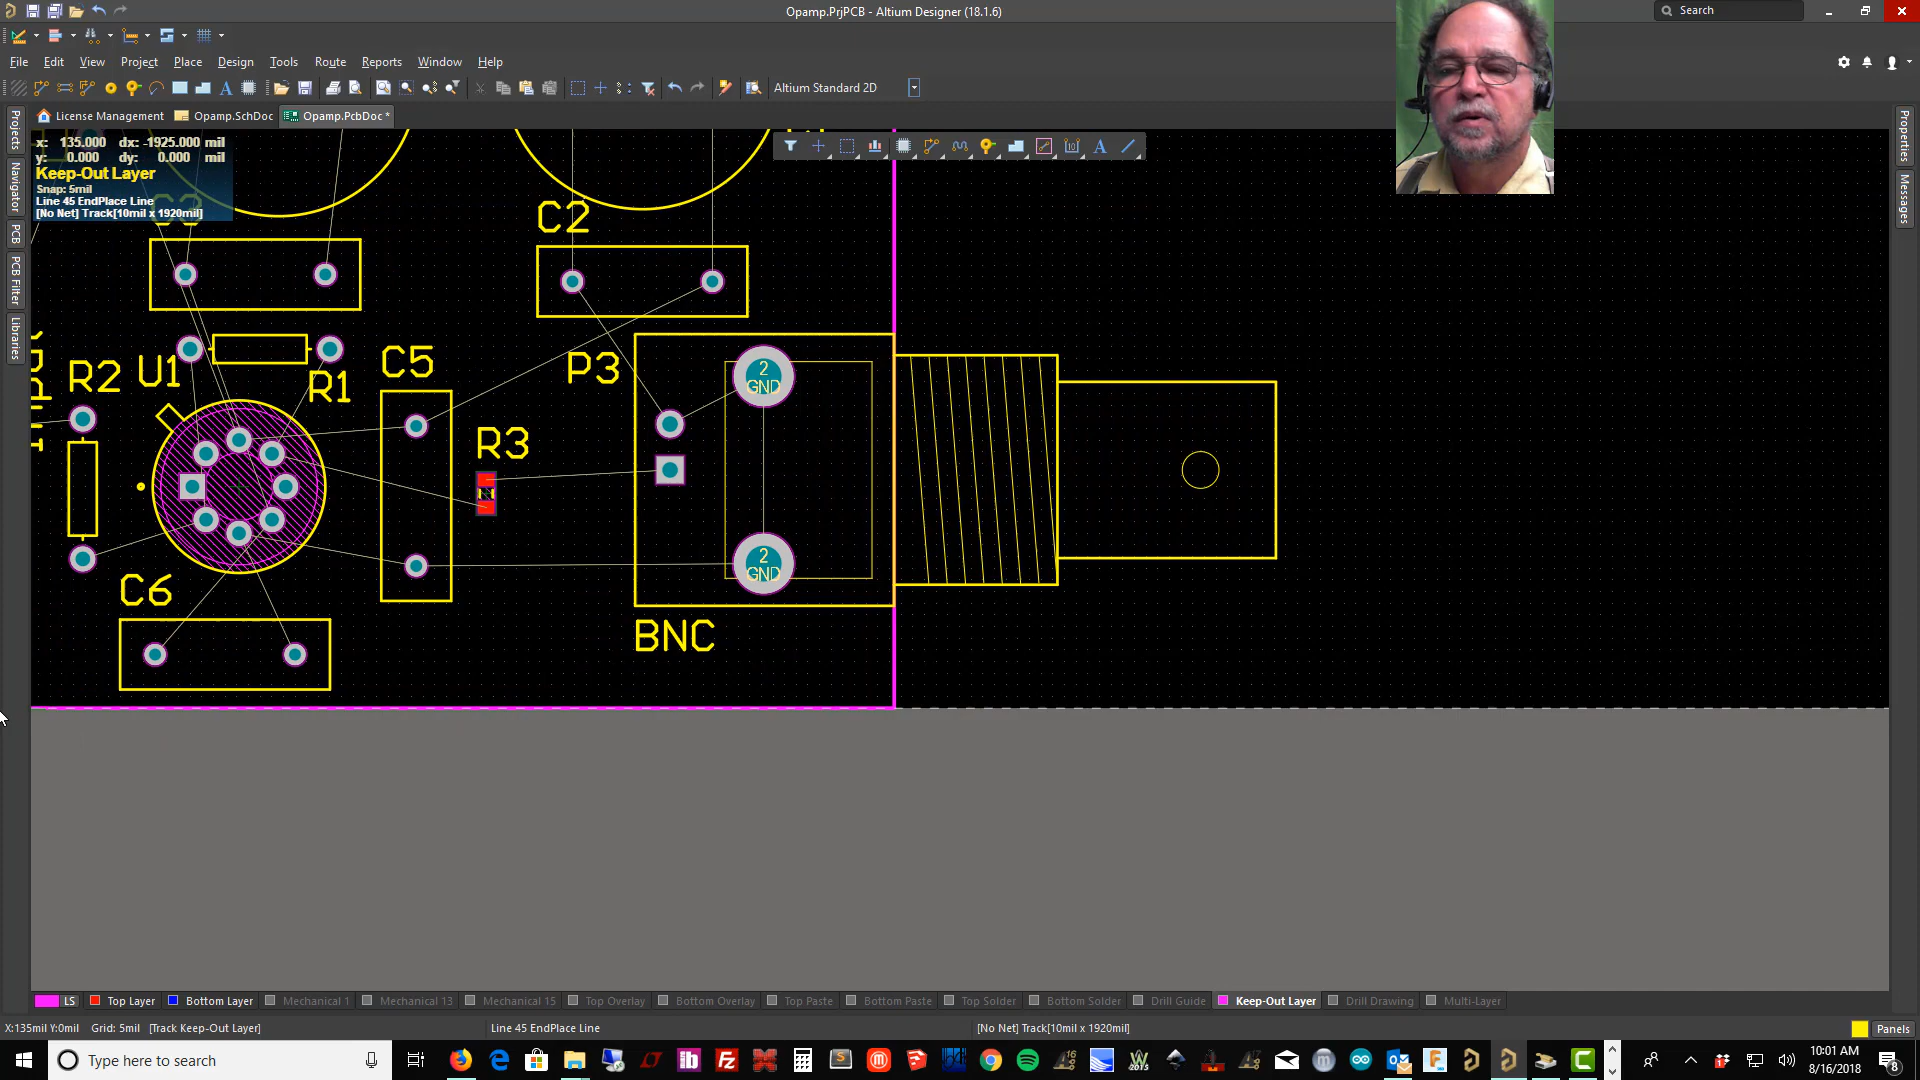 Opamp.PrjPCB - Altium Designer (18.1.6)
Search
File Edit View Project Place Design Tools Route Reports Window Help
Altium Standard 2D
License Management Opamp.SchDoc Opamp.PcbDoc *
x: 135.000 dx: -1925.000 mil
y: 0.000 dy: 0.000 mil
Keep-Out Layer
Snap: 5mil
Line 45 EndPlace Line
[No Net] Track[10mil x 1920mil]
Projects
Navigator
PCB
PCB Filter
Libraries
Properties
Messages
C2
C5
P3
R2
U1
R1
R3
C6
BNC
2
GND
2
GND
LS Top Layer Bottom Layer Mechanical 1 Mechanical 13 Mechanical 15 Top Overlay Bottom Overlay Top Paste Bottom Paste Top Solder Bottom Solder Drill Guide Keep-Out Layer Drill Drawing Multi-Layer
X:135mil Y:0mil Grid: 5mil [Track Keep-Out Layer] Line 45 EndPlace Line [No Net] Track[10mil x 1920mil] Panels
Type here to search
10:01 AM
8/16/2018
8